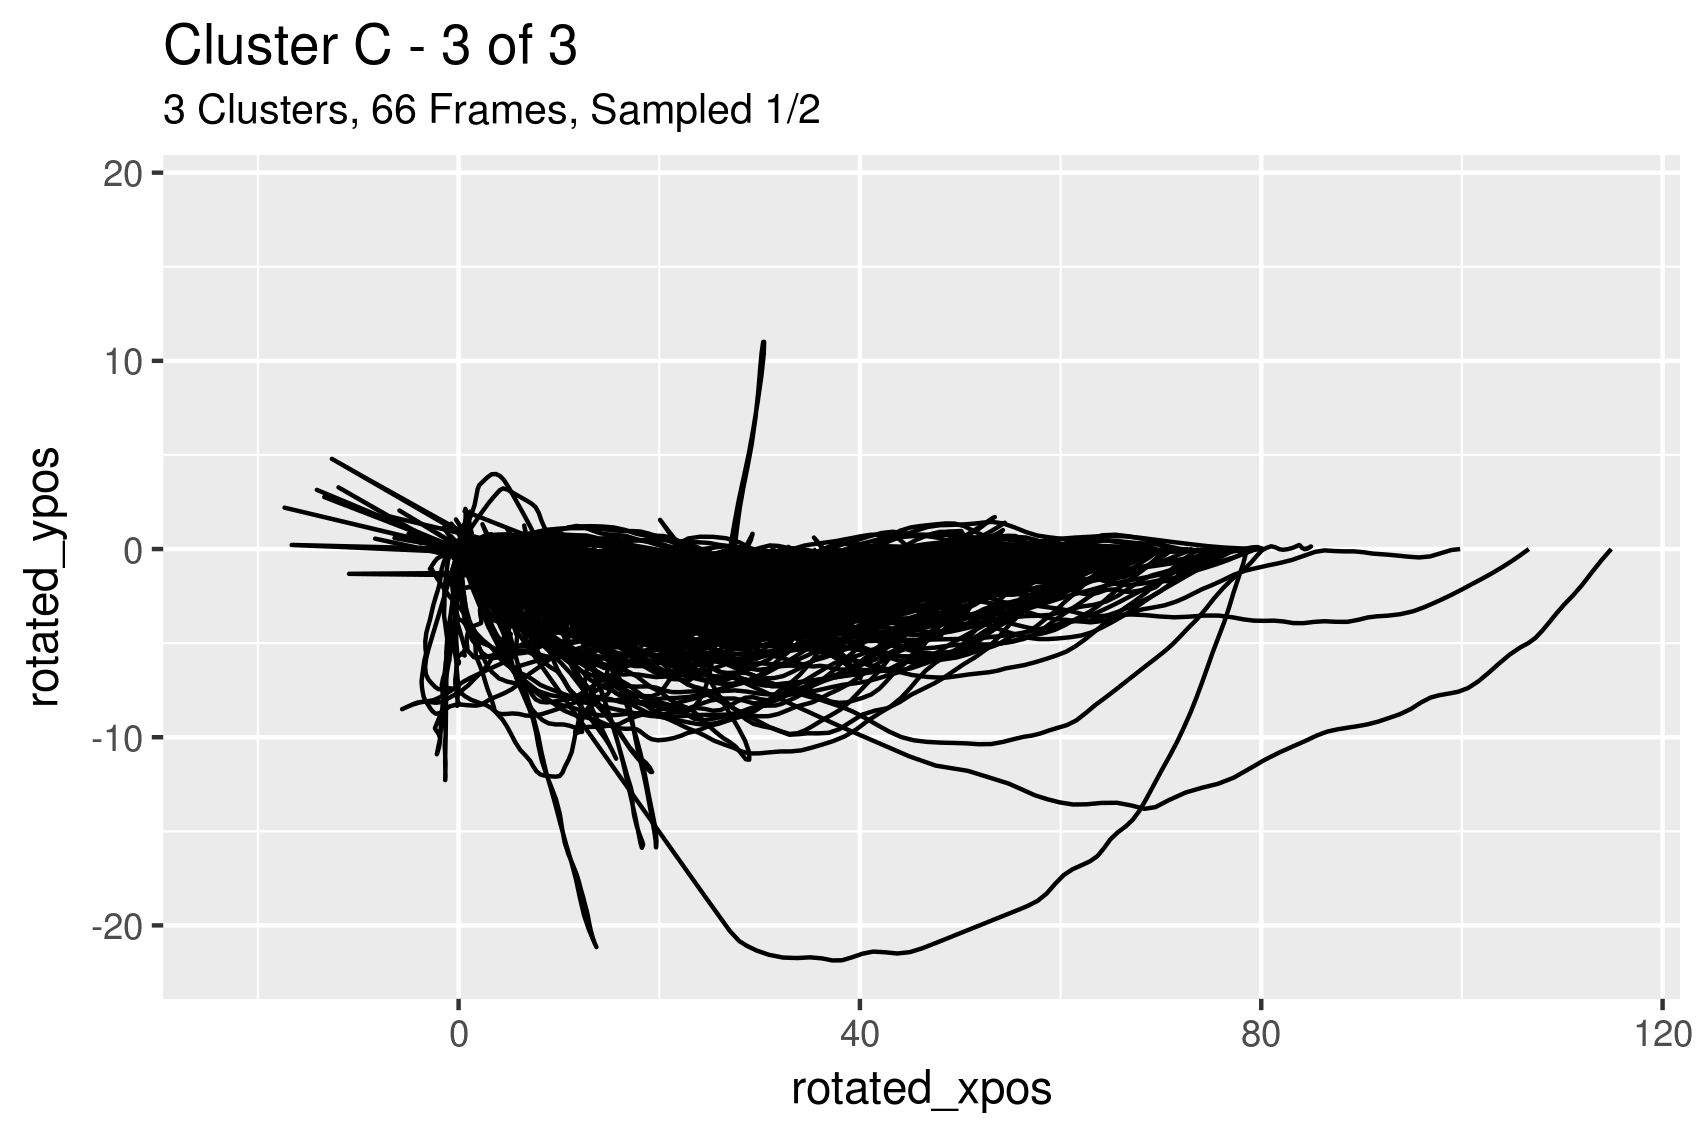 Cluster C - 3 of 3
3 Clusters, 66 Frames, Sampled 1/2
20
10
0
-10
-20
rotated_ypos
0
40
80
120
rotated_xpos